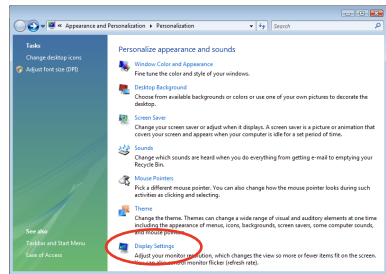 « Appearance and Personalization ▸ Personalization
Search
Tasks
Change desktop icons
Adjust font size (DPI)
See also
Taskbar and Start Menu
Ease of Access
Personalize appearance and sounds
Window Color and Appearance
Fine tune the color and style of your windows.
Desktop Background
Choose from available backgrounds or colors or use one of your own pictures to decorate the
desktop.
Screen Saver
Change your screen saver or adjust when it displays. A screen saver is a picture or animation that
covers your screen and appears when your computer is idle for a set period of time.
Sounds
Change which sounds are heard when you do everything from getting e-mail to emptying your
Recycle Bin.
Mouse Pointers
Pick a different mouse pointer. You can also change how the mouse pointer looks during such
activities as clicking and selecting.
Theme
Change the theme. Themes can change a wide range of visual and auditory elements at one time
including the appearance of menus, icons, backgrounds, screen savers, some computer sounds,
and mouse pointers.
Display Settings
Adjust your monitor resolution, which changes the view so more or fewer items fit on the screen.
You can also control monitor flicker (refresh rate).